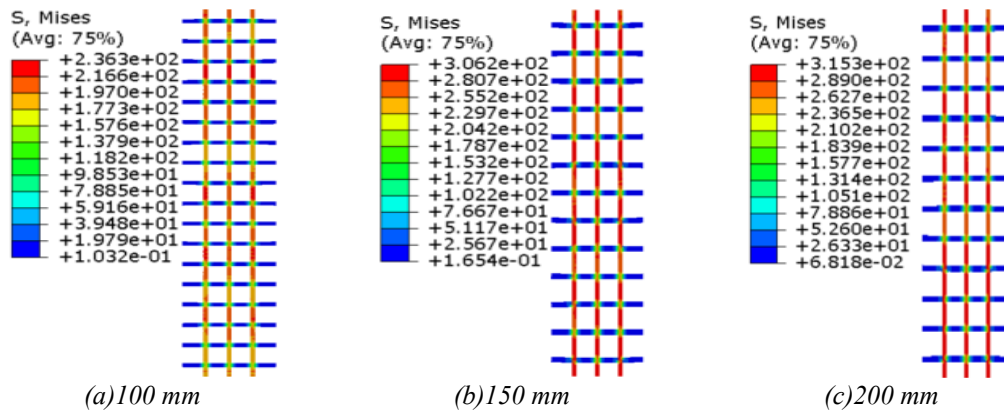 S, Mises
(Avg: 75%)
+2.363e+02
+2.166e+02
+1.970e+02
+1.773e+02
+1.576e+02
+1.379e+02
+1.182e+02
+9.853e+01
+7.885e+01
+5.916e+01
+3.948e+01
+1.979e+01
+1.032e-01
(a)100 mm
S, Mises
(Avg: 75%)
+3.062e+02
+2.807e+02
+2.552e+02
+2.297e+02
+2.042e+02
+1.787e+02
+1.532e+02
+1.277e+02
+1.022e+02
+7.667e+01
+5.117e+01
+2.567e+01
+1.654e-01
(b)150 mm
S, Mises
(Avg: 75%)
+3.153e+02
+2.890e+02
+2.627e+02
+2.365e+02
+2.102e+02
+1.839e+02
+1.577e+02
+1.314e+02
+1.051e+02
+7.886e+01
+5.260e+01
+2.633e+01
+6.818e-02
(c)200 mm